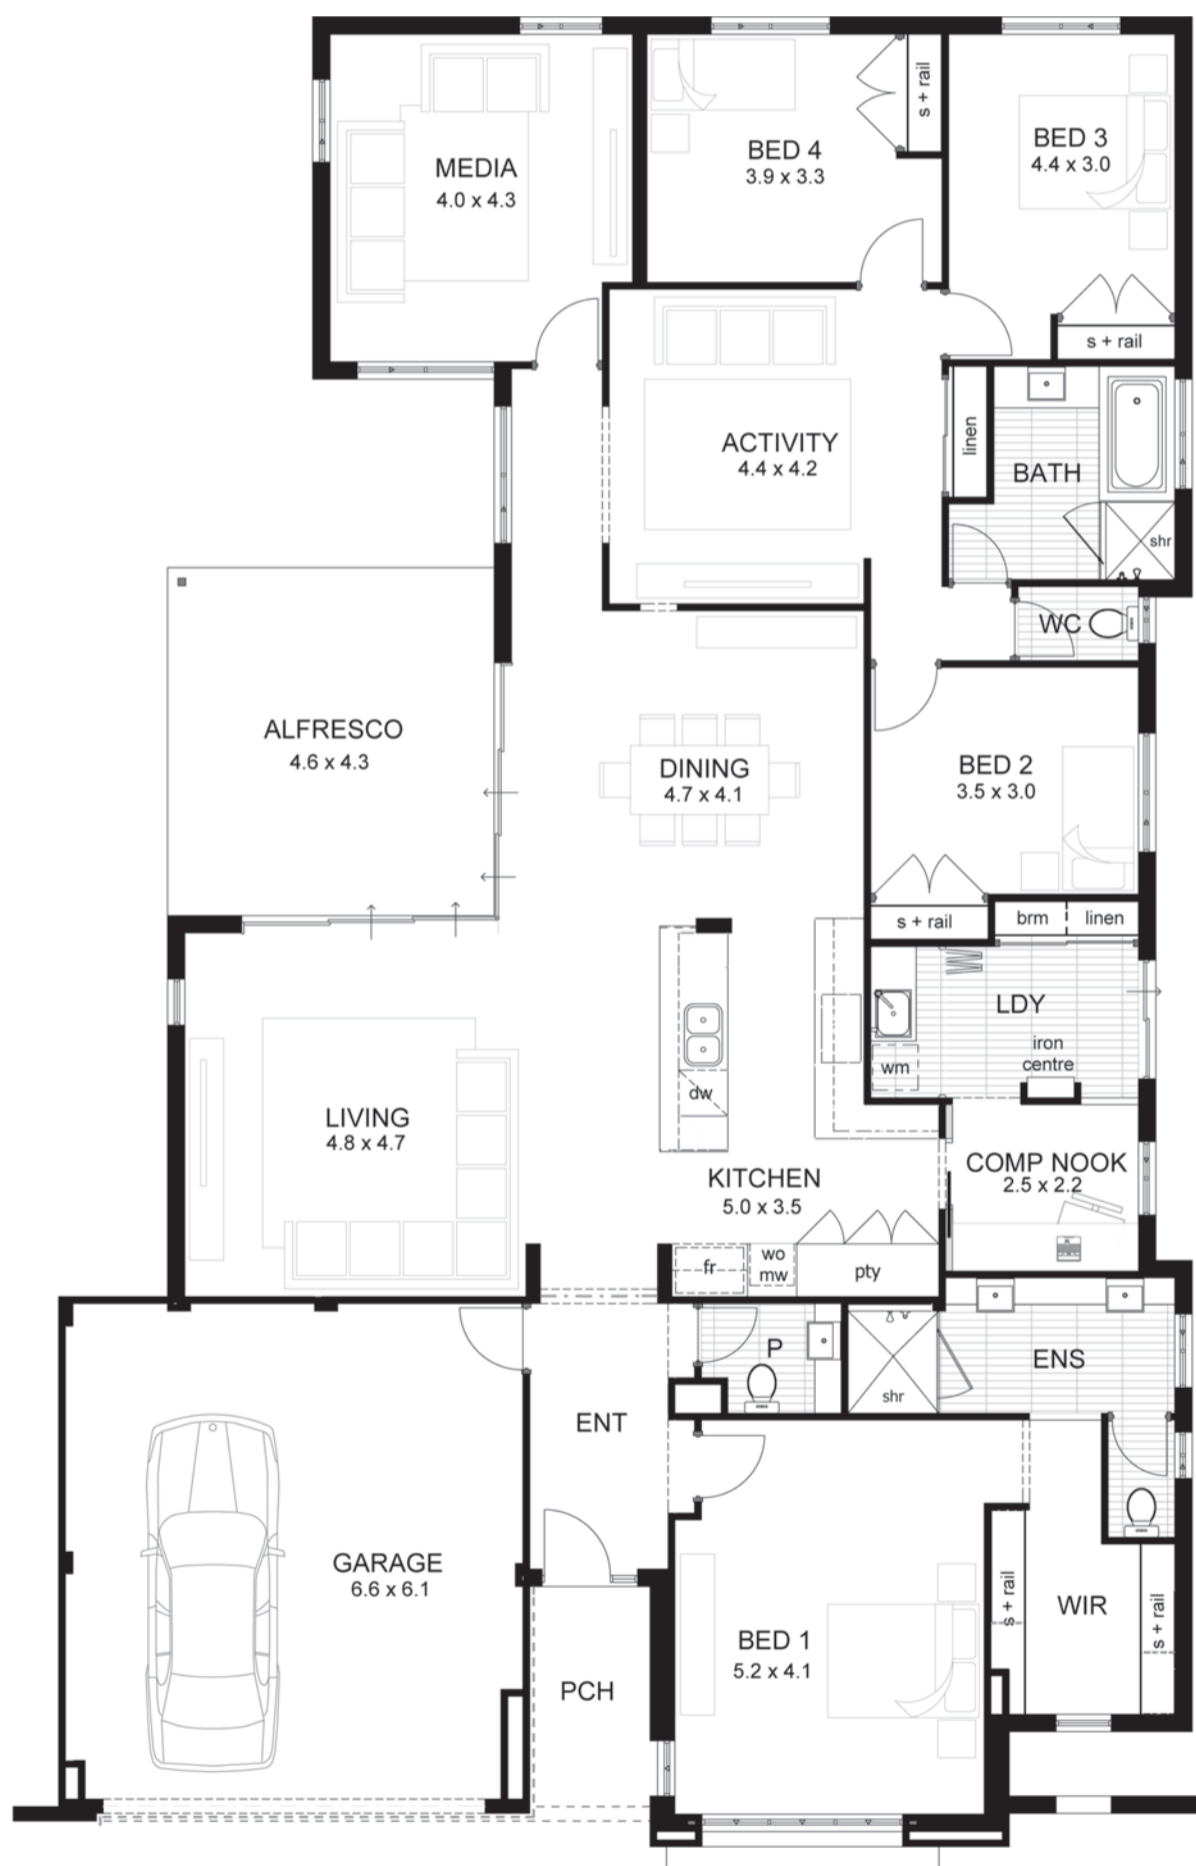 MEDIA
4.0 x 4.3
BED 4
3.9 x 3.3
s + rail
BED 3
4.4 x 3.0
s + rail
ACTIVITY
4.4 x 4.2
linen
BATH
shr
WC
ALFRESCO
4.6 x 4.3
DINING
4.7 x 4.1
BED 2
3.5 x 3.0
s + rail
brm
linen
LDY
iron
centre
wm
dw
LIVING
4.8 x 4.7
KITCHEN
5.0 x 3.5
COMP NOOK
2.5 x 2.2
fr
wo
mw
pty
P
shr
ENS
ENT
GARAGE
6.6 x 6.1
PCH
BED 1
5.2 x 4.1
s + rail
WIR
s + rail